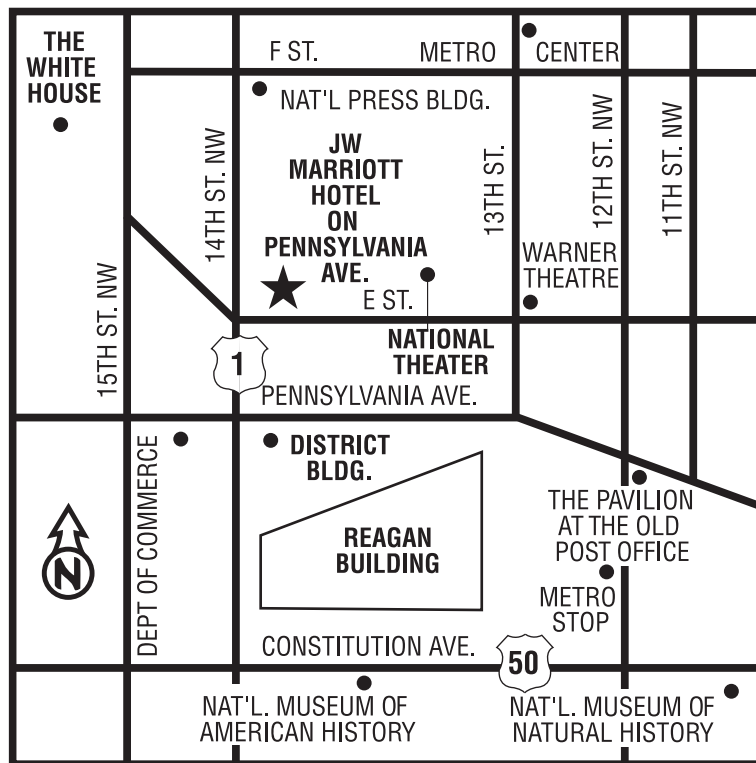 THE
WHITE
HOUSE
F ST.
METRO CENTER
NAT'L PRESS BLDG.
JW
MARRIOTT
HOTEL
ON
PENNSYLVANIA
AVE.
14TH ST. NW
13TH ST.
12TH ST. NW
11TH ST. NW
WARNER
THEATRE
E ST.
15TH ST. NW
NATIONAL
THEATER
1
PENNSYLVANIA AVE.
DEPT OF COMMERCE
DISTRICT
BLDG.
REAGAN
BUILDING
THE PAVILION
AT THE OLD
POST OFFICE
N
METRO
STOP
CONSTITUTION AVE.
50
NAT'L. MUSEUM OF
AMERICAN HISTORY
NAT'L. MUSEUM OF
NATURAL HISTORY